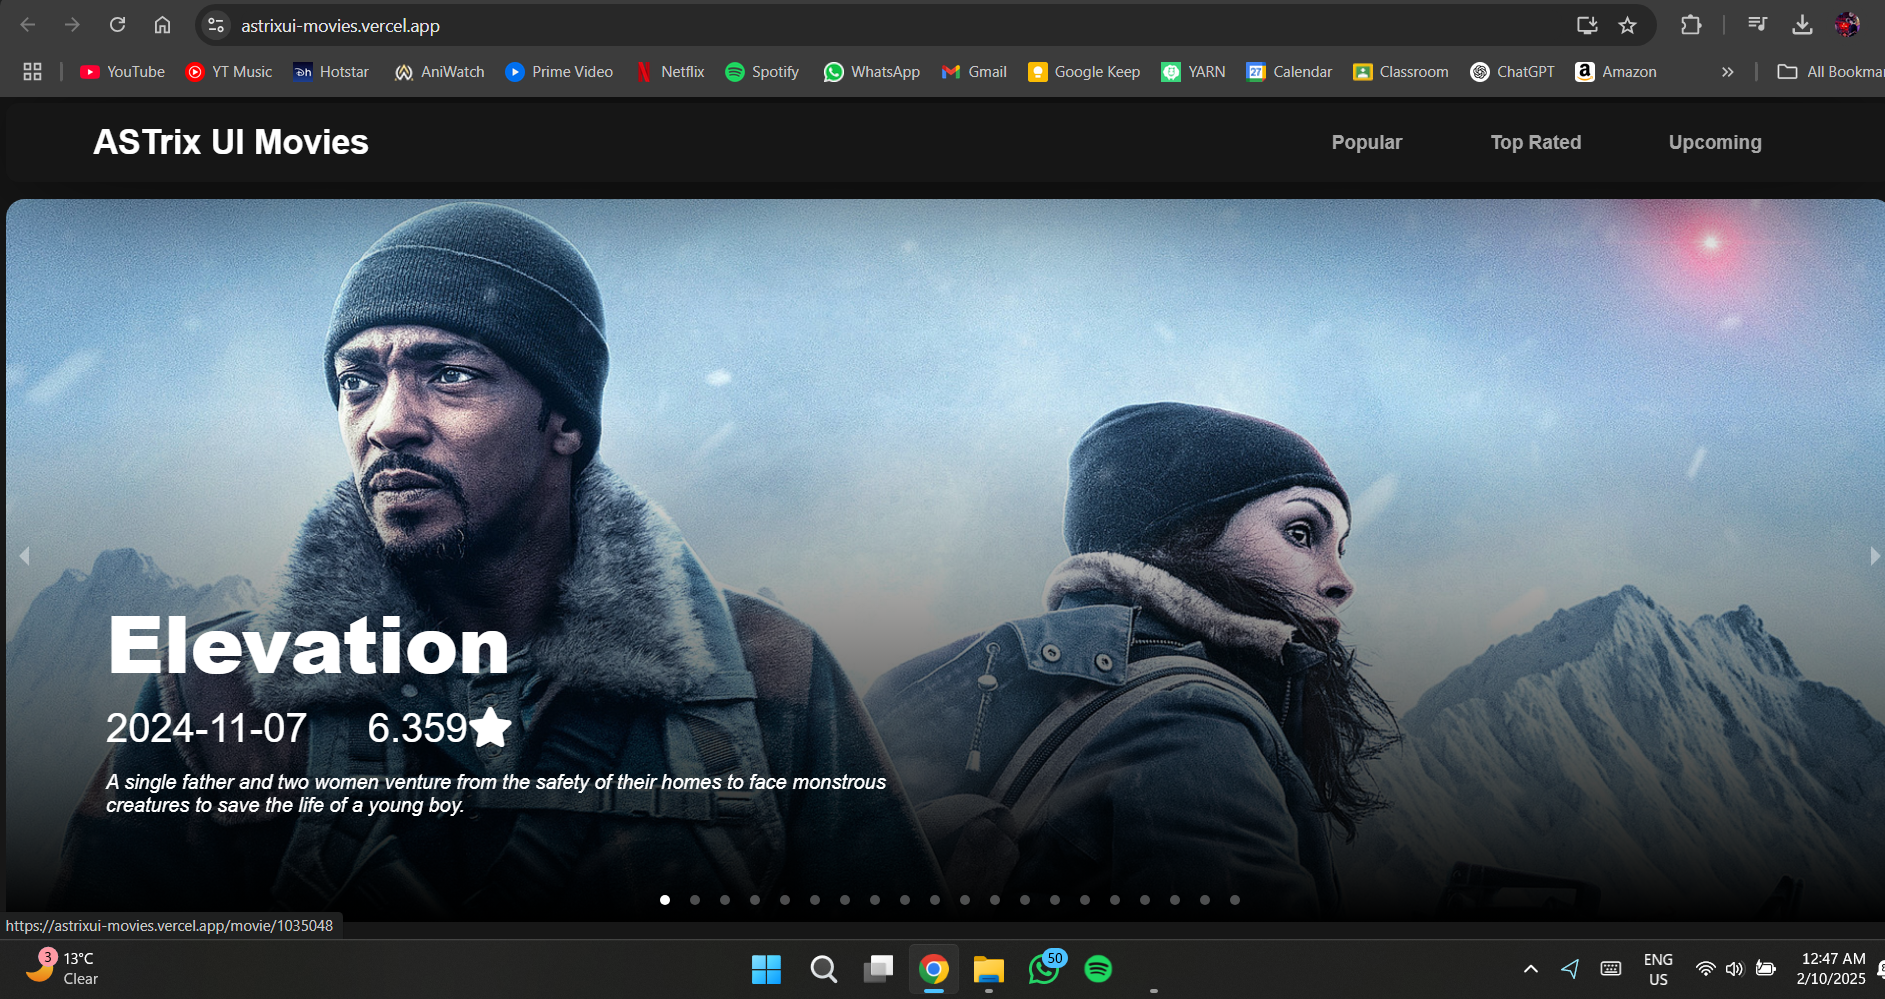 astrixui-movies.vercel.app
YouTube YT Music Hotstar AniWatch Prime Video Netflix Spotify WhatsApp Gmail Google Keep YARN Calendar Classroom ChatGPT Amazon » All Bookmar
ASTrix UI Movies Popular Top Rated Upcoming
Elevation
2024-11-07 6.359
A single father and two women venture from the safety of their homes to face monstrous
creatures to save the life of a young boy.
https://astrixui-movies.vercel.app/movie/1035048
3 13°C 50 ENG 12:47 AM
Clear US 2/10/2025